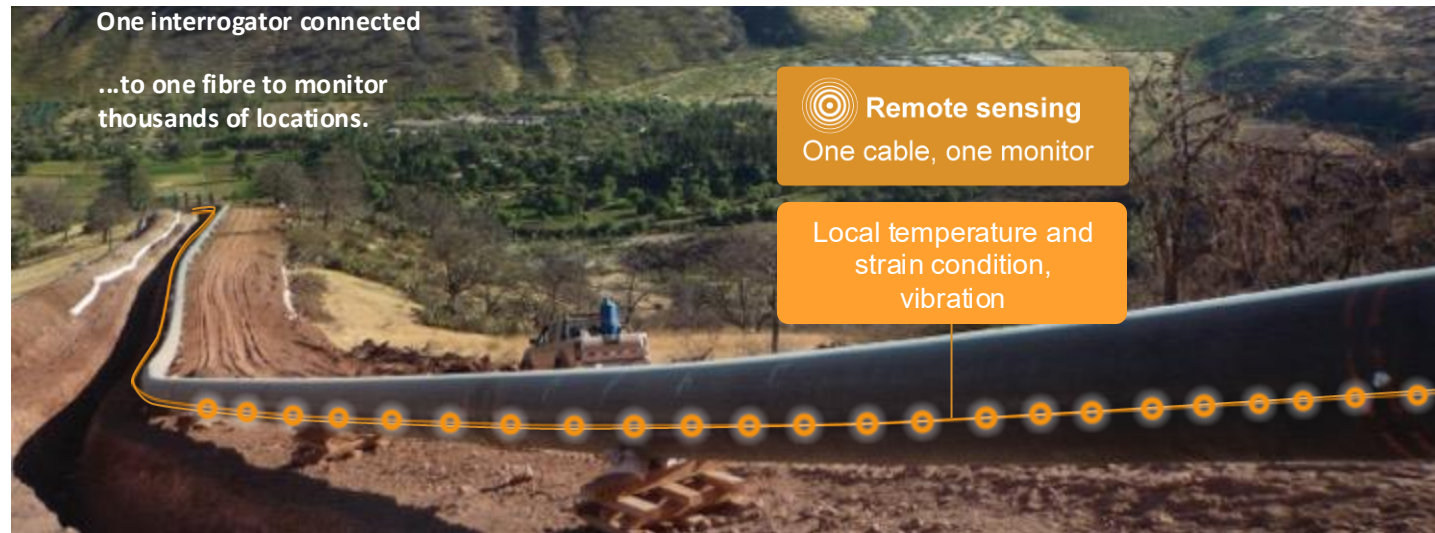 One interrogator connected
...to one fibre to monitor
thousands of locations.
Remote sensing
One cable, one monitor
Local temperature and
strain condition,
vibration